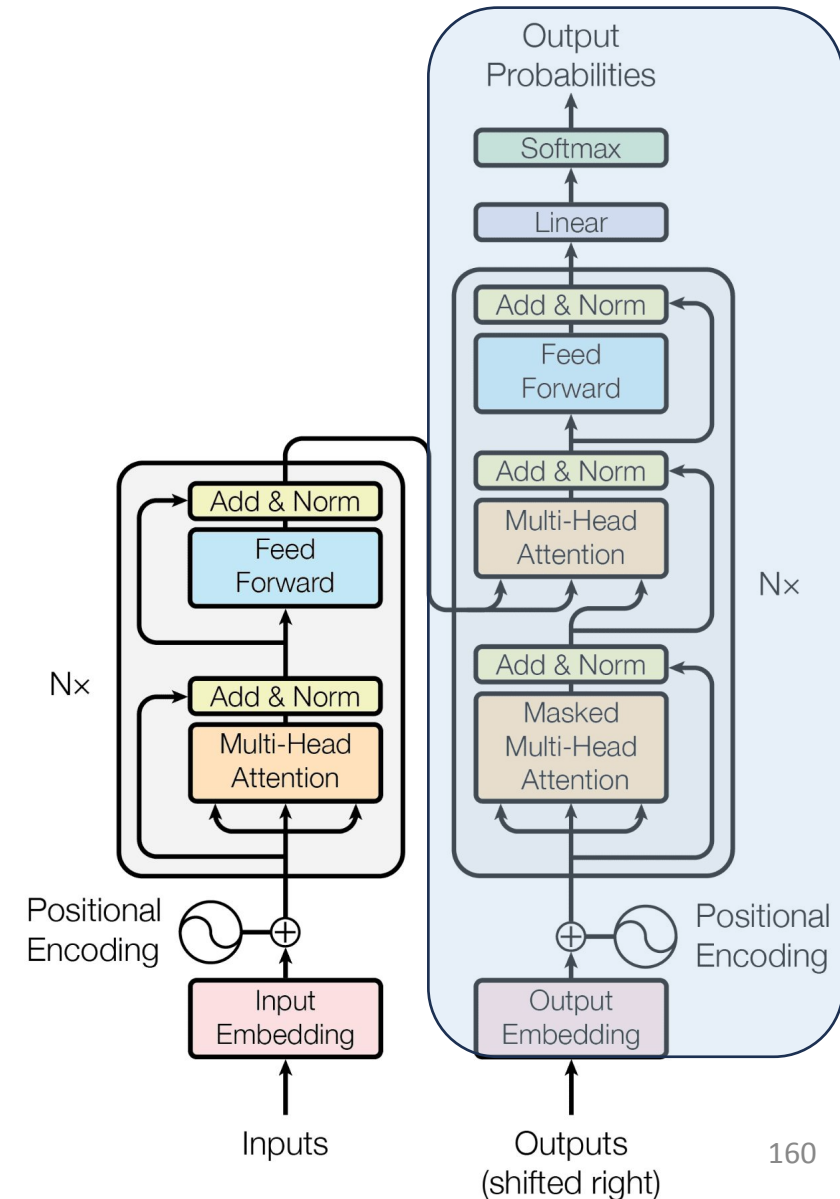 Output
Probabilities
Softmax
Linear
Add & Norm
Feed
Forward
Add & Norm
Multi-Head
Attention
N×
Add & Norm
Masked
Multi-Head
Attention
Positional
Encoding
Output
Embedding
Outputs
(shifted right)
Add & Norm
Feed
Forward
N×
Add & Norm
Multi-Head
Attention
Positional
Encoding
Input
Embedding
Inputs
160